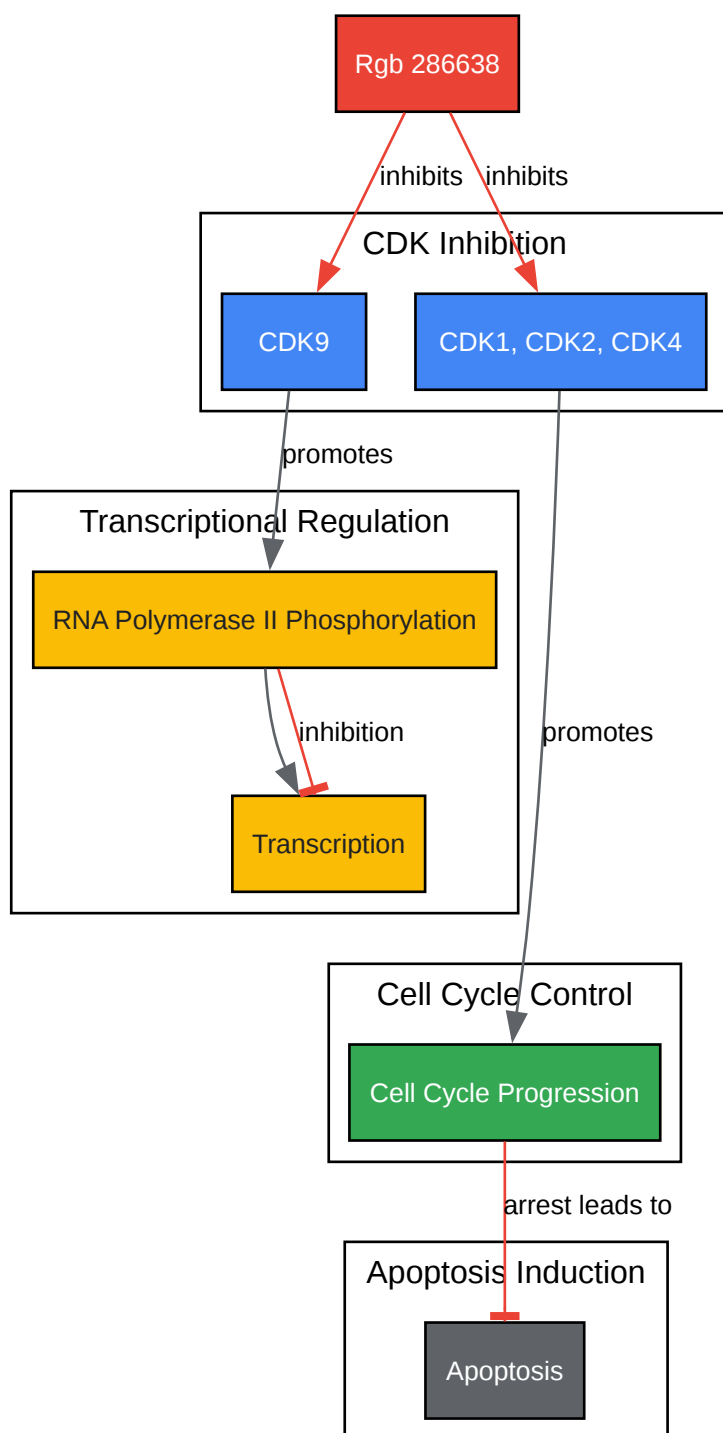 Rgb 286638
inhibits
inhibits
CDK Inhibition
CDK9
CDK1, CDK2, CDK4
promotes
Transcriptional Regulation
RNA Polymerase II Phosphorylation
inhibition
promotes
Transcription
Cell Cycle Control
Cell Cycle Progression
arrest leads to
Apoptosis Induction
Apoptosis